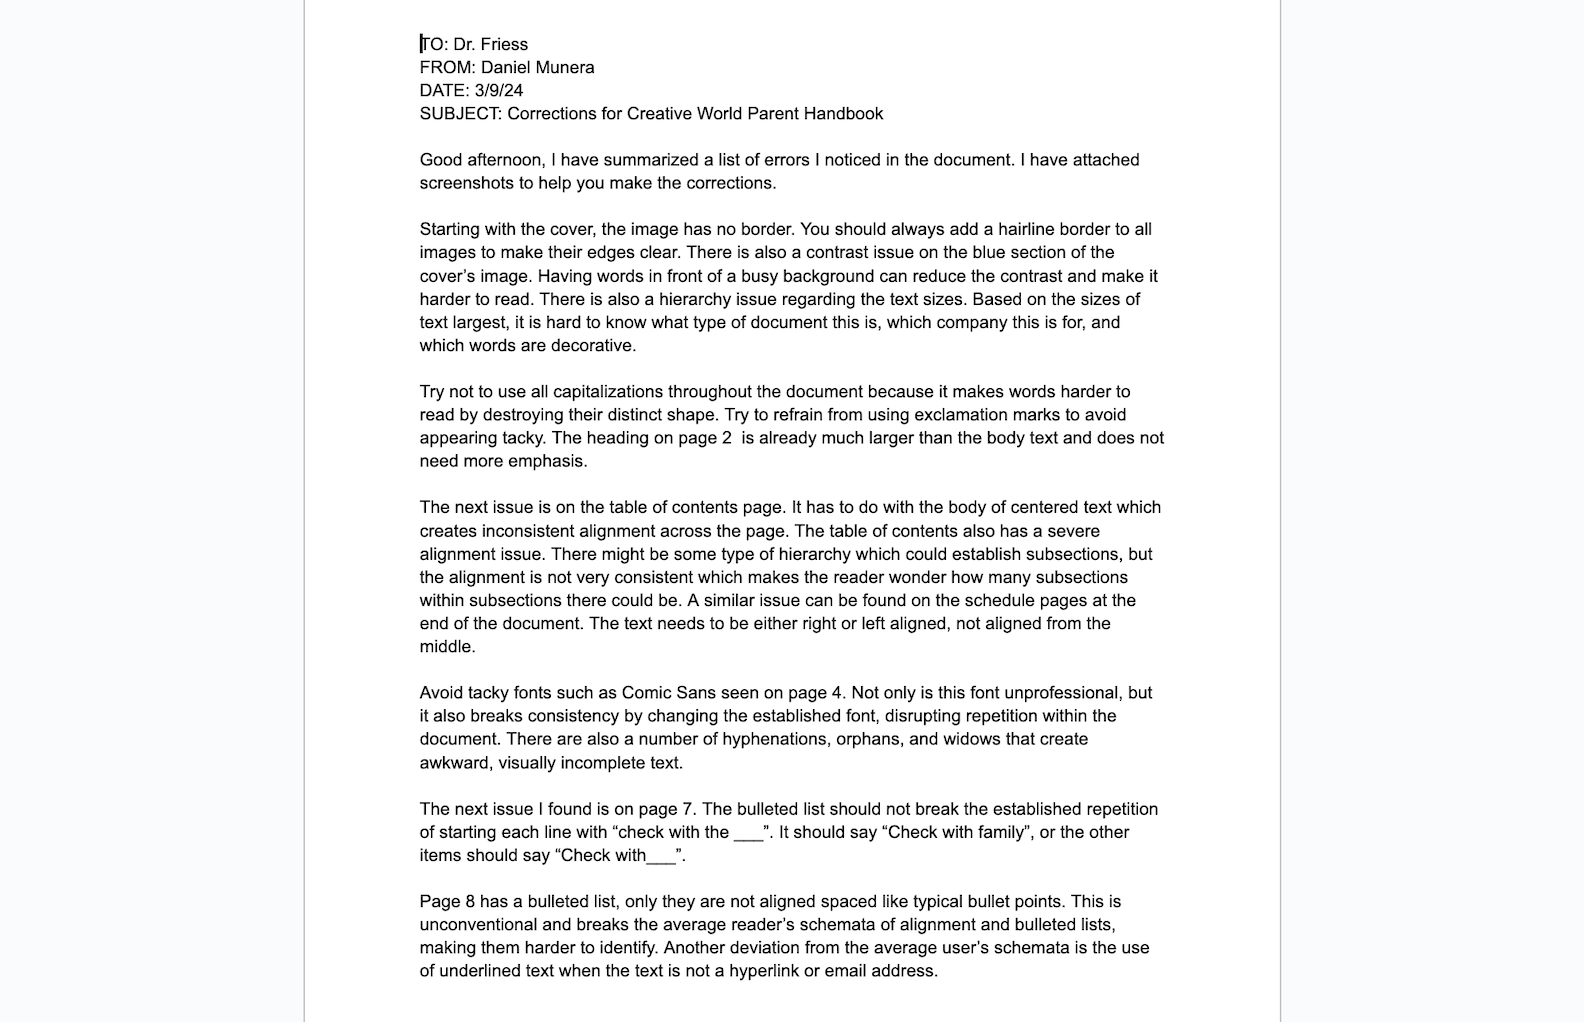 TO: Dr. Friess
FROM: Daniel Munera
DATE: 3/9/24
SUBJECT: Corrections for Creative World Parent Handbook
Good afternoon, I have summarized a list of errors I noticed in the document. I have attached
screenshots to help you make the corrections.
Starting with the cover, the image has no border. You should always add a hairline border to all
images to make their edges clear. There is also a contrast issue on the blue section of the
cover’s image. Having words in front of a busy background can reduce the contrast and make it
harder to read. There is also a hierarchy issue regarding the text sizes. Based on the sizes of
text largest, it is hard to know what type of document this is, which company this is for, and
which words are decorative.
Try not to use all capitalizations throughout the document because it makes words harder to
read by destroying their distinct shape. Try to refrain from using exclamation marks to avoid
appearing tacky. The heading on page 2  is already much larger than the body text and does not
need more emphasis.
The next issue is on the table of contents page. It has to do with the body of centered text which
creates inconsistent alignment across the page. The table of contents also has a severe
alignment issue. There might be some type of hierarchy which could establish subsections, but
the alignment is not very consistent which makes the reader wonder how many subsections
within subsections there could be. A similar issue can be found on the schedule pages at the
end of the document. The text needs to be either right or left aligned, not aligned from the
middle.
Avoid tacky fonts such as Comic Sans seen on page 4. Not only is this font unprofessional, but
it also breaks consistency by changing the established font, disrupting repetition within the
document. There are also a number of hyphenations, orphans, and widows that create
awkward, visually incomplete text.
The next issue I found is on page 7. The bulleted list should not break the established repetition
of starting each line with “check with the ___”. It should say “Check with family”, or the other
items should say “Check with___”.
Page 8 has a bulleted list, only they are not aligned spaced like typical bullet points. This is
unconventional and breaks the average reader’s schemata of alignment and bulleted lists,
making them harder to identify. Another deviation from the average user’s schemata is the use
of underlined text when the text is not a hyperlink or email address.